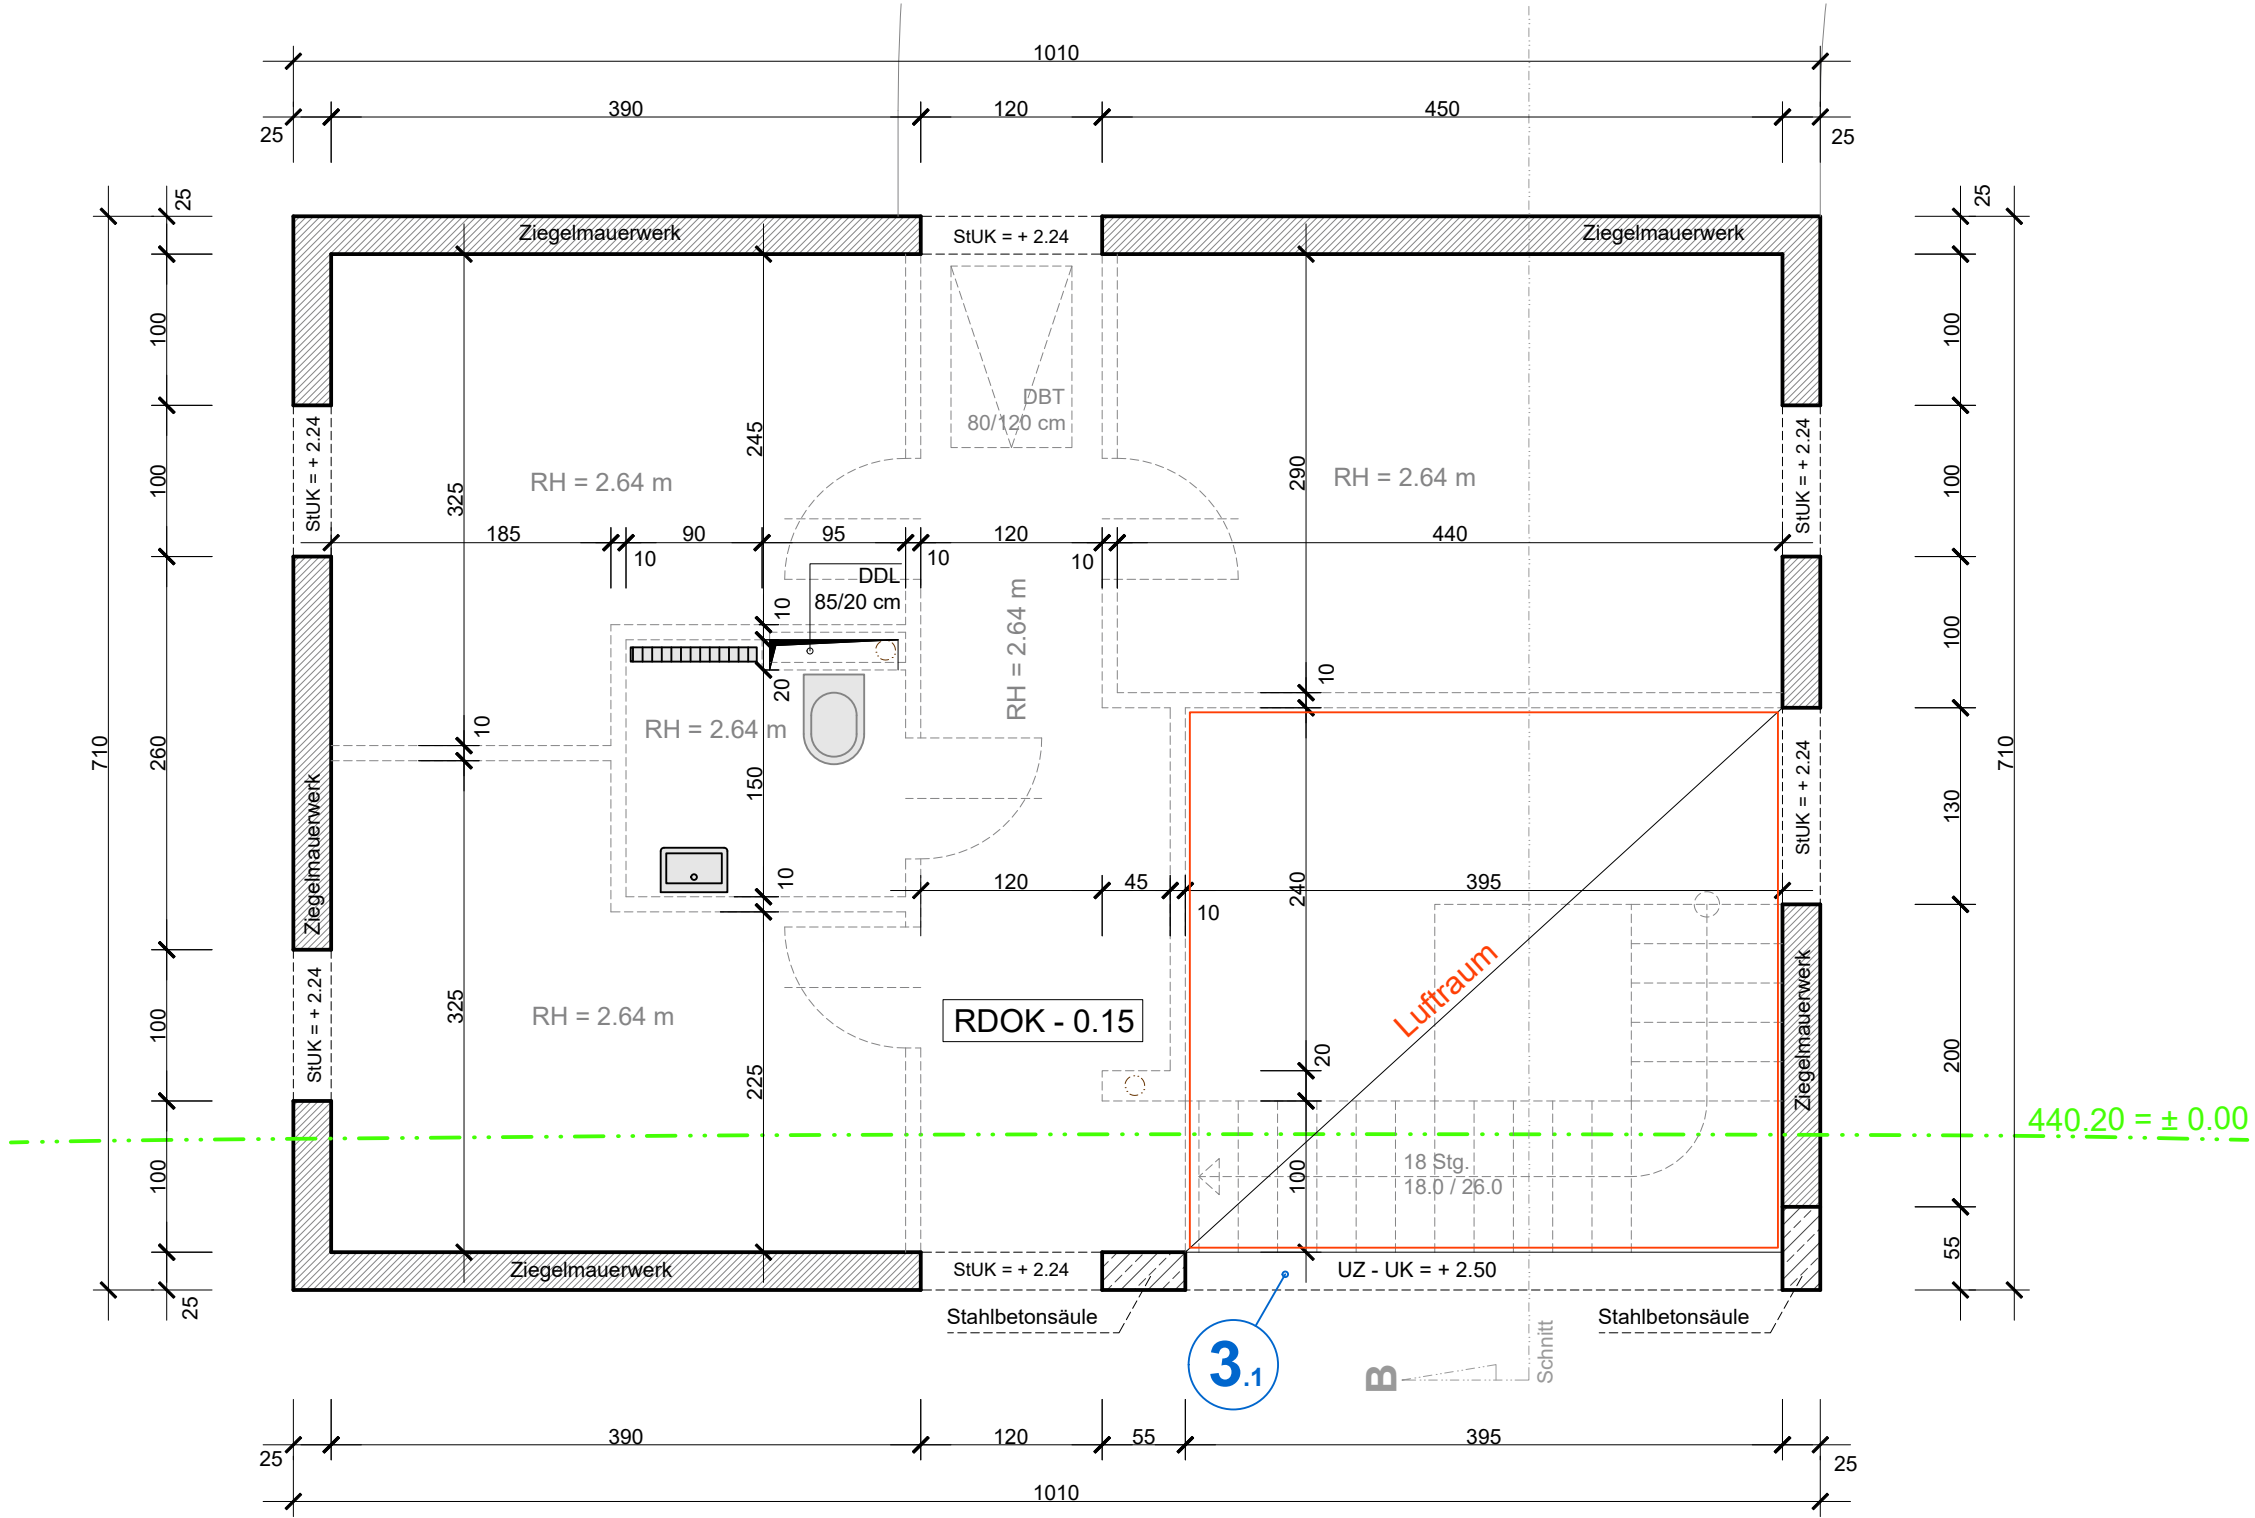 1010
390
120
450
25
25
25
25
Ziegelmauerwerk
StUK = + 2.24
Ziegelmauerwerk
100
100
DBT
80/120 cm
StUK = + 2.24
100
325
RH = 2.64 m
245
290
RH = 2.64 m
StUK = + 2.24
100
185
10
90
95
10
120
10
440
DDL
85/20 cm
10
RH = 2.64 m
100
10
20
10
RH = 2.64 m
710
260
150
StUK = + 2.24
130
710
Ziegelmauerwerk
10
120
45
10
240
395
StUK = + 2.24
100
325
RH = 2.64 m
225
RDOK - 0.15
Luftraum
20
Ziegelmauerwerk
200
440.20 = ± 0.00
100
100
18 Stg.
18.0 / 26.0
55
25
Ziegelmauerwerk
StUK = + 2.24
UZ - UK = + 2.50
Stahlbetonsäule
Stahlbetonsäule
3.1
B
Schnitt
25
390
120
55
395
25
1010